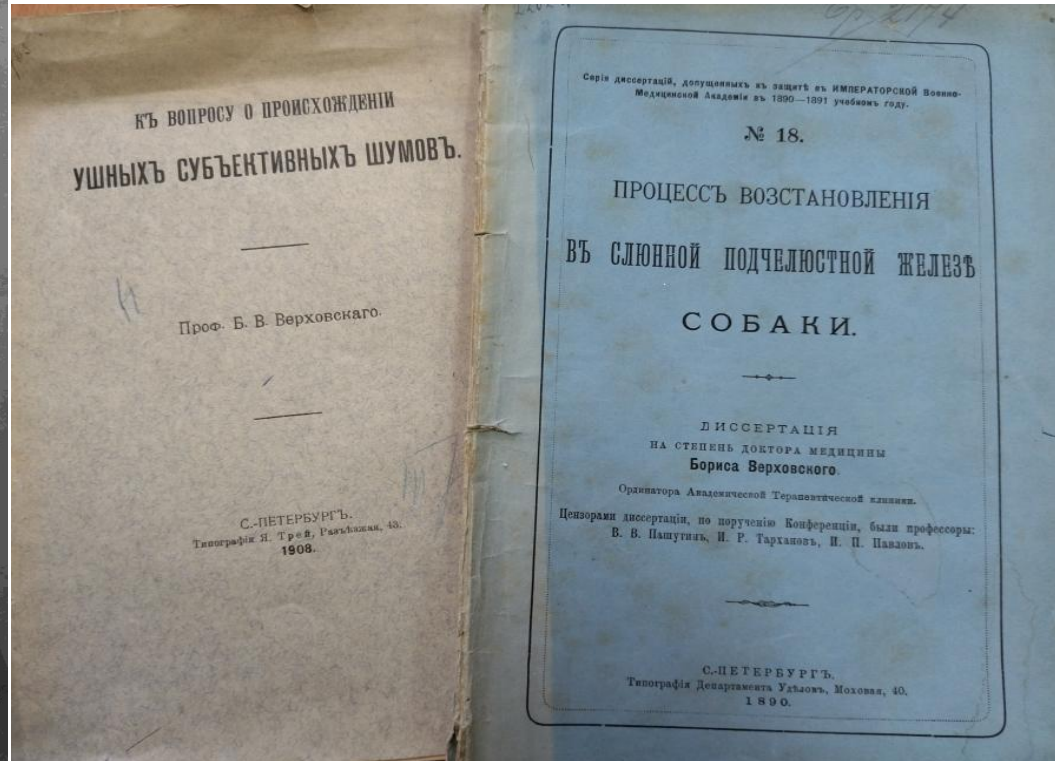 КЪ ВОПРОСУ О ПРОИСХОЖДЕНІИ
УШНЫХЪ СУБЪЕКТИВНЫХЪ ШУМОВЪ.
Проф. Б. В. Верховскаго.
С.-ПЕТЕРБУРГЪ.
Типографія Я. Трей, Разъѣзжая, 43.
1908.
Серія диссертацій, допущенныхъ къ защитѣ въ ИМПЕРАТОРСКОЙ Военно-
Медицинской Академіи въ 1890—1891 учебномъ году.
№ 18.
ПРОЦЕССЪ ВОЗСТАНОВЛЕНІЯ
ВЪ СЛЮННОЙ ПОДЧЕЛЮСТНОЙ ЖЕЛЕЗѢ
СОБАКИ.
ДИССЕРТАЦІЯ
НА СТЕПЕНЬ ДОКТОРА МЕДИЦИНЫ
Бориса Верховского.
Ординатора Академической Терапевтической клиники.
Цензорами диссертаціи, по порученію Конференціи, были профессоры:
В. В. Пашутинъ, И. Р. Тархановъ, И. П. Павловъ.
С.-ПЕТЕРБУРГЪ.
Типографія Департамента Удѣловъ, Моховая, 40.
1890.